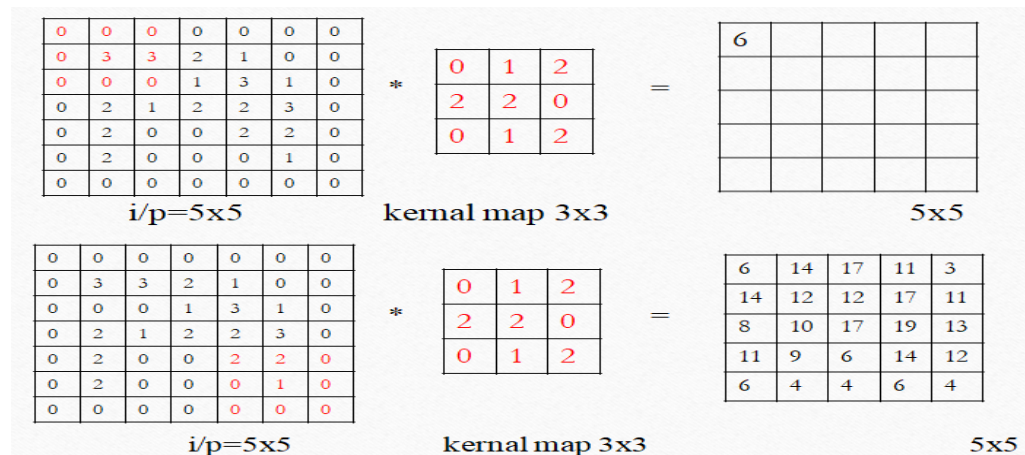 0 0 0 0 0 0 0
0 3 3 2 1 0 0
0 0 0 1 3 1 0
0 2 1 2 2 3 0
0 2 0 0 2 2 0
0 2 0 0 0 1 0
0 0 0 0 0 0 0
*
0 1 2
2 2 0
0 1 2
=
6
i/p=5x5 kernal map 3x3 5x5
0 0 0 0 0 0 0
0 3 3 2 1 0 0
0 0 0 1 3 1 0
0 2 1 2 2 3 0
0 2 0 0 2 2 0
0 2 0 0 0 1 0
0 0 0 0 0 0 0
*
0 1 2
2 2 0
0 1 2
=
6 14 17 11 3
14 12 12 17 11
8 10 17 19 13
11 9 6 14 12
6 4 4 6 4
i/p=5x5 kernal map 3x3 5x5